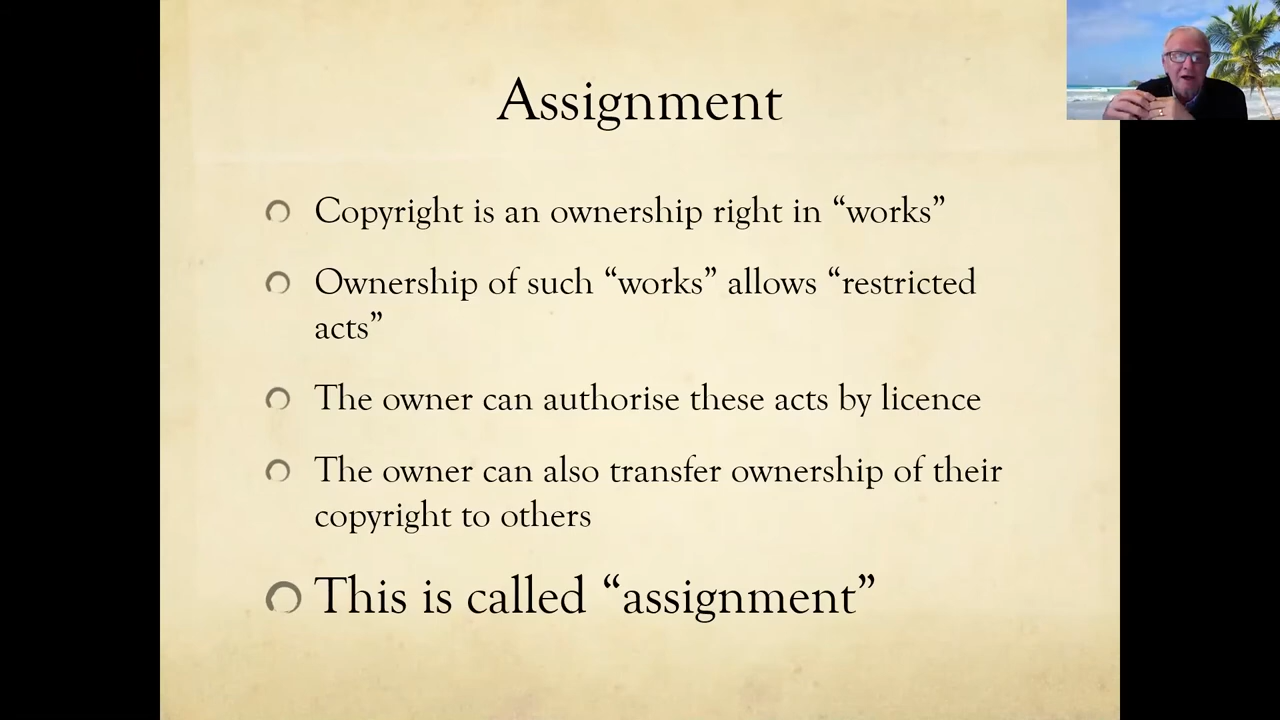 Assignment
Copyright is an ownership right in “works”
Ownership of such “works” allows “restricted
acts”
The owner can authorise these acts by licence
The owner can also transfer ownership of their
copyright to others
This is called “assignment”